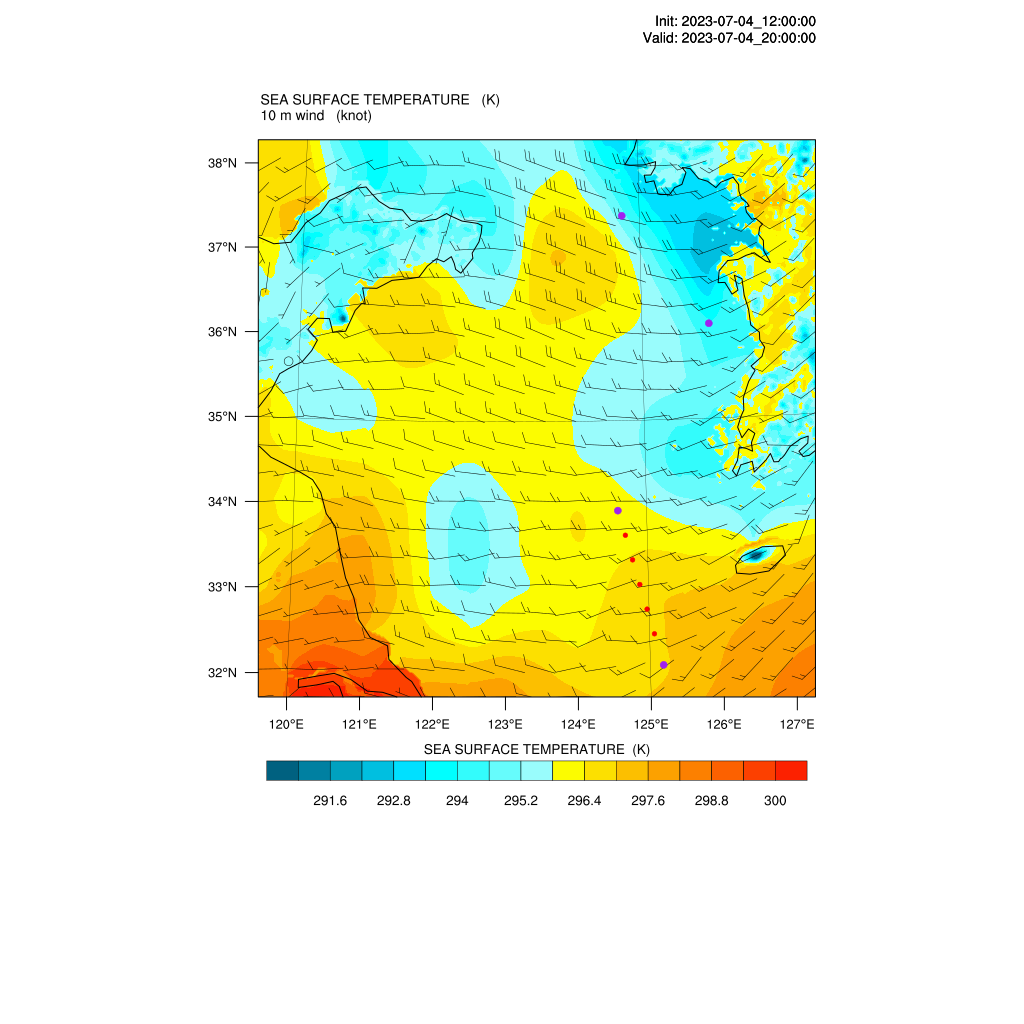 Init: 2023-07-04_12:00:00
Valid: 2023-07-04_20:00:00
SEA SURFACE TEMPERATURE (K)
10 m wind (knot)
38°N
37°N
36°N
35°N
34°N
33°N
32°N
120°E 121°E 122°E 123°E 124°E 125°E 126°E 127°E
SEA SURFACE TEMPERATURE (K)
291.6 292.8 294 295.2 296.4 297.6 298.8 300